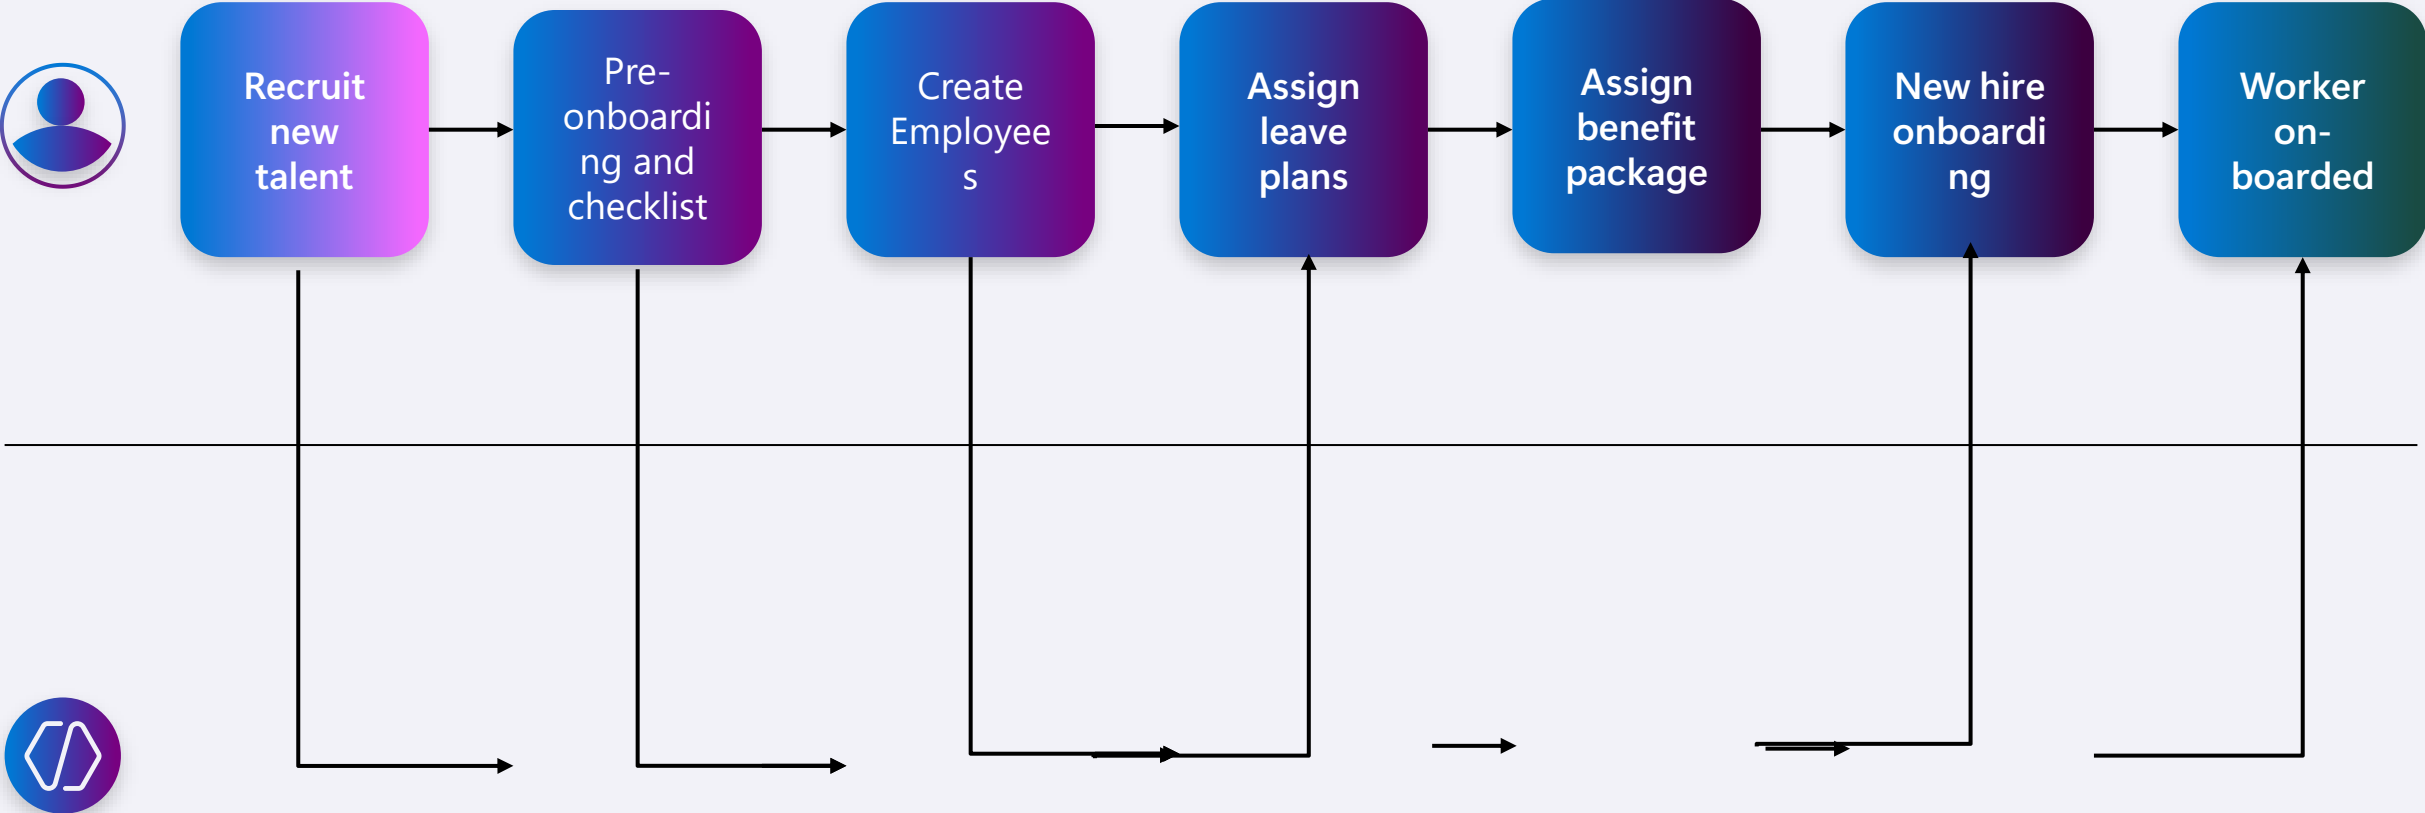 Recruit
new
talent
Pre-
onboardi
ng and
checklist
Create
Employee
s
Assign
leave
plans
Assign
benefit
package
New hire
onboardi
ng
Worker
on-
boarded